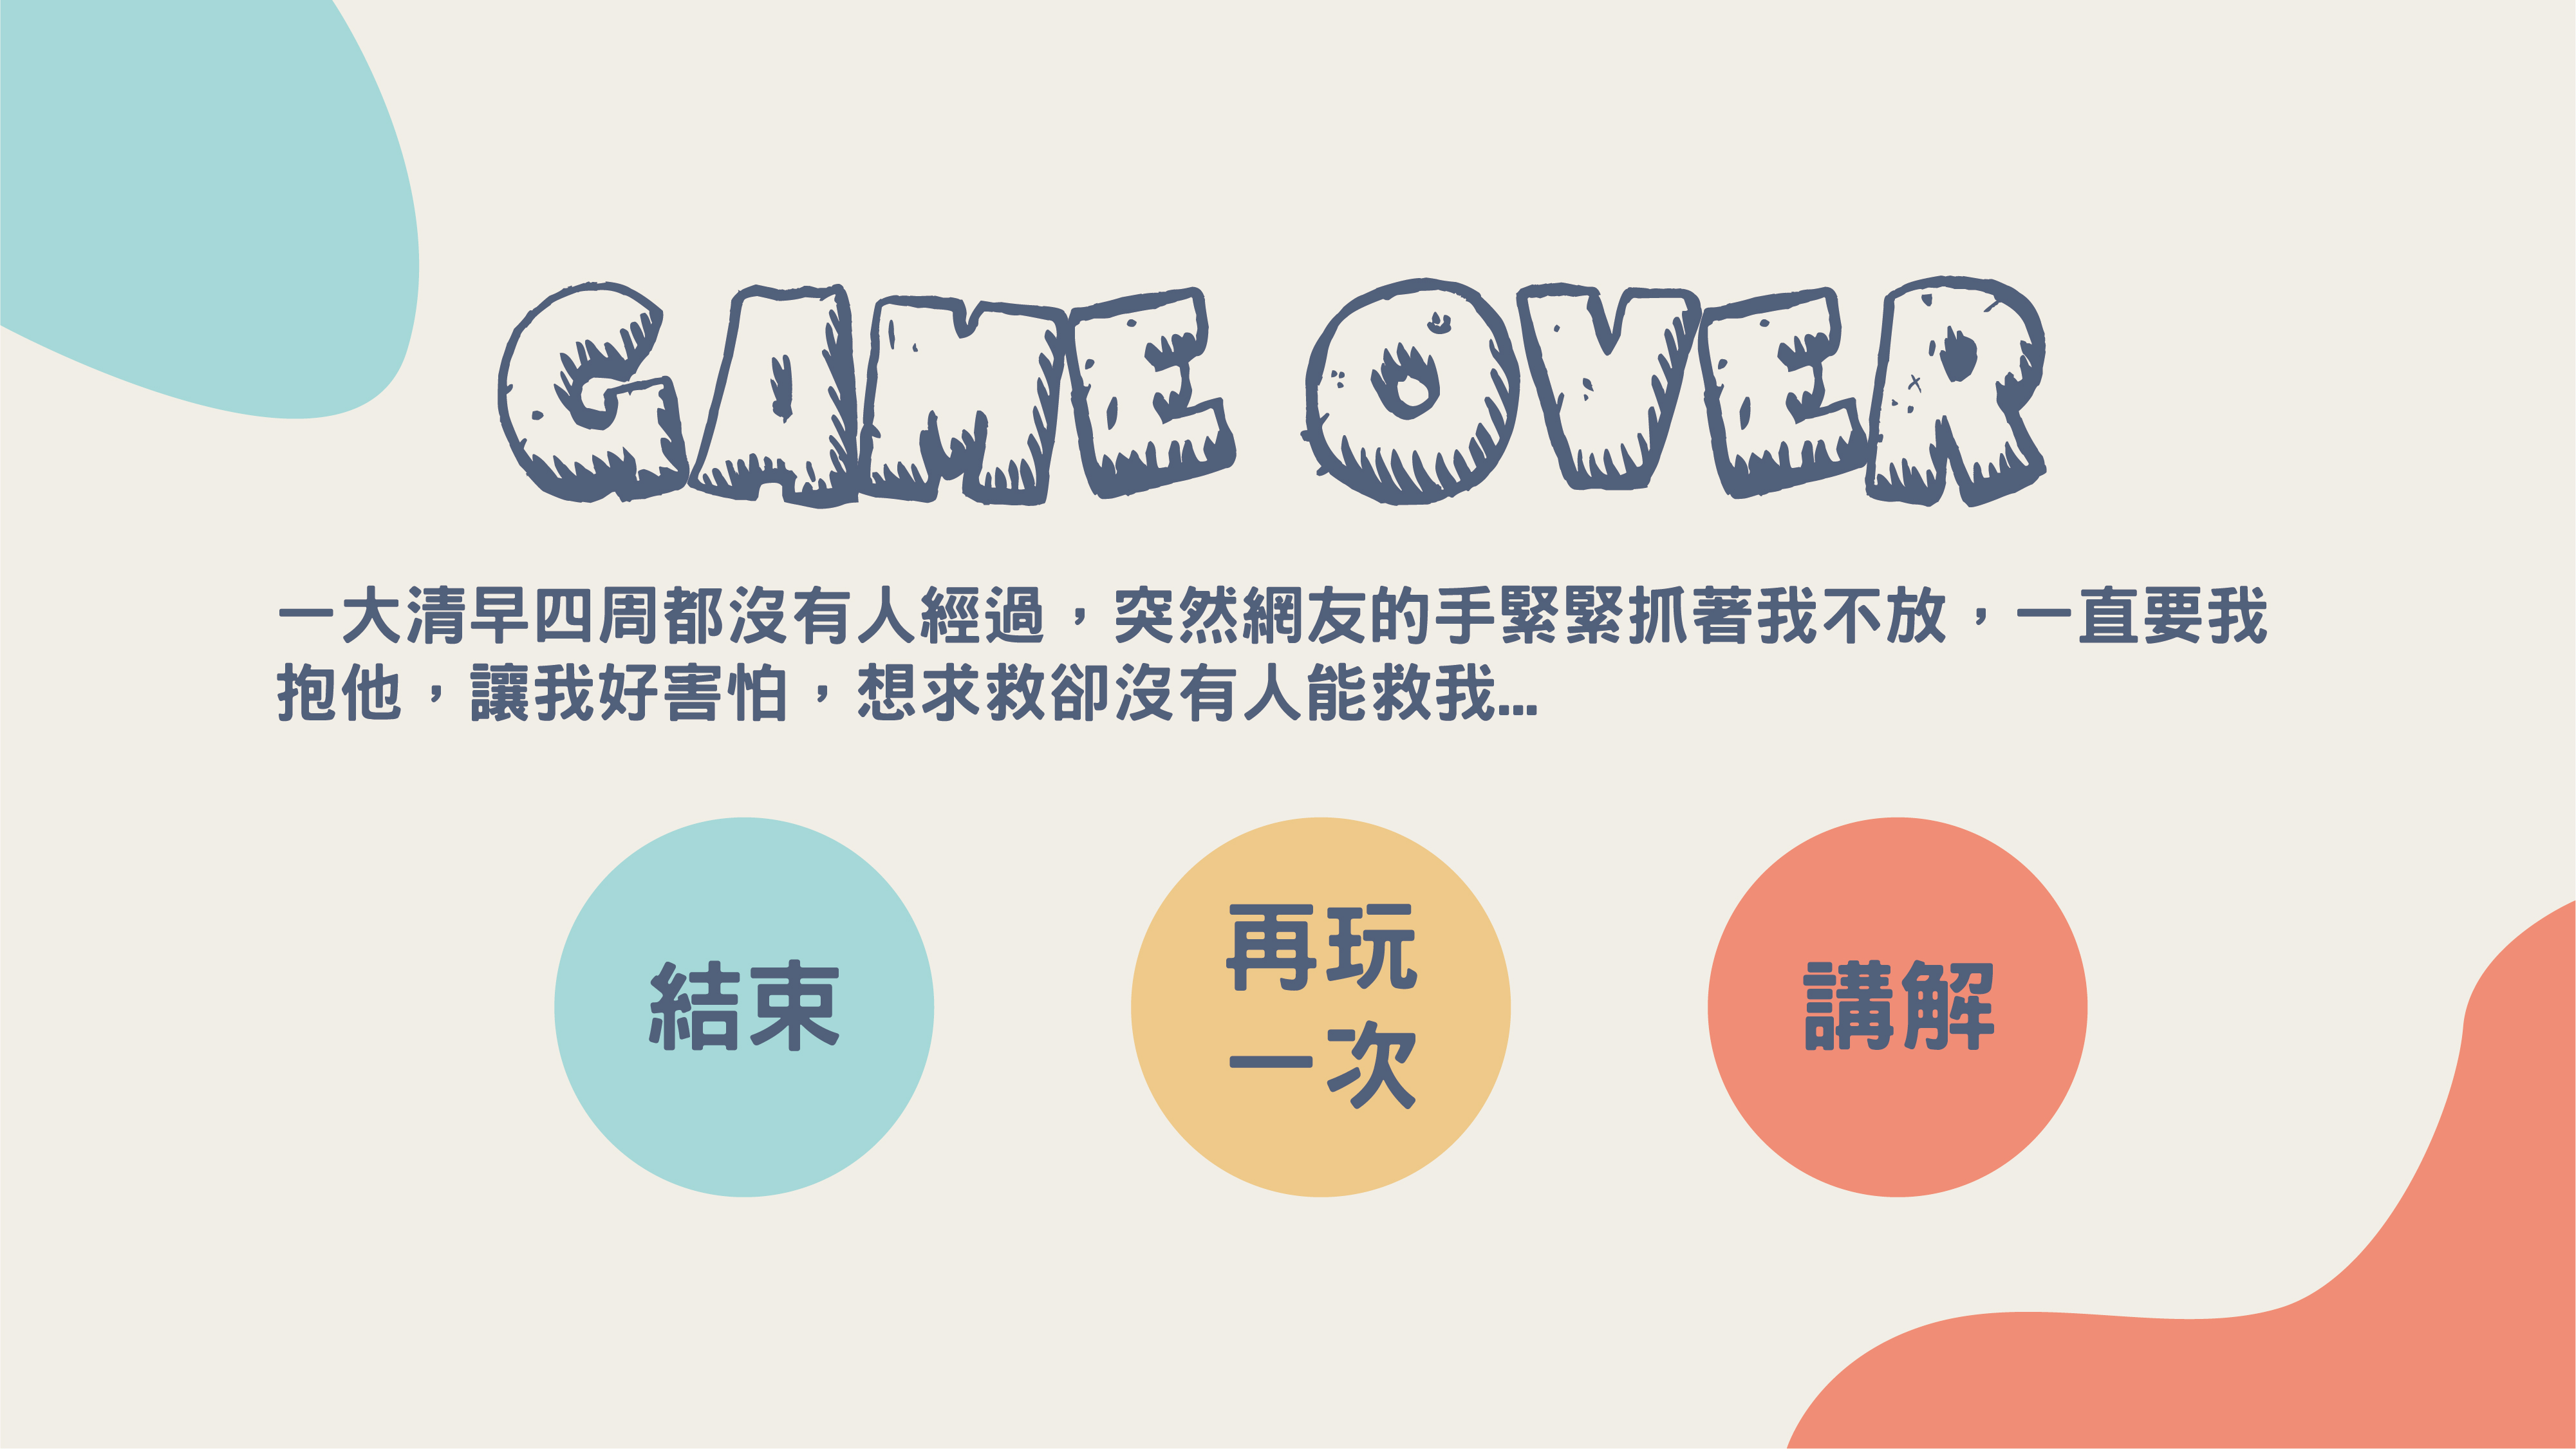 GAME OVER
一大清早四周都沒有人經過，突然網友的手緊緊抓著我不放，一直要我
抱他，讓我好害怕，想求救卻沒有人能救我...
結束
再玩
一次
講解